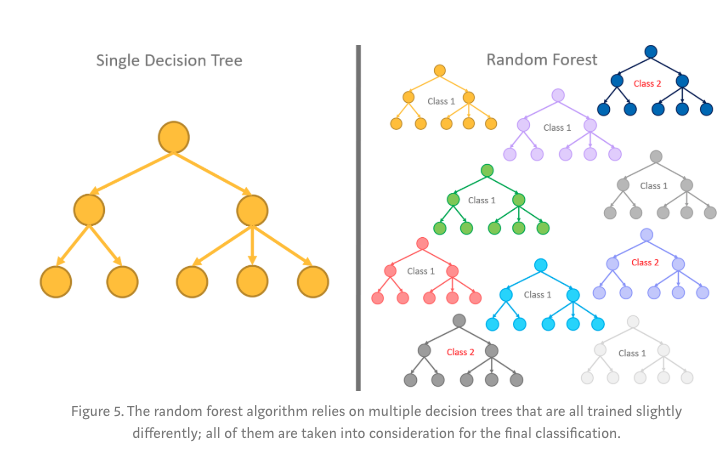 Single Decision Tree
Random Forest
Class 1
Class 2
Class 1
Class 1
Class 1
Class 1
Class 2
Class 1
Class 2
Class 1
Figure 5. The random forest algorithm relies on multiple decision trees that are all trained slightly
differently; all of them are taken into consideration for the final classification.